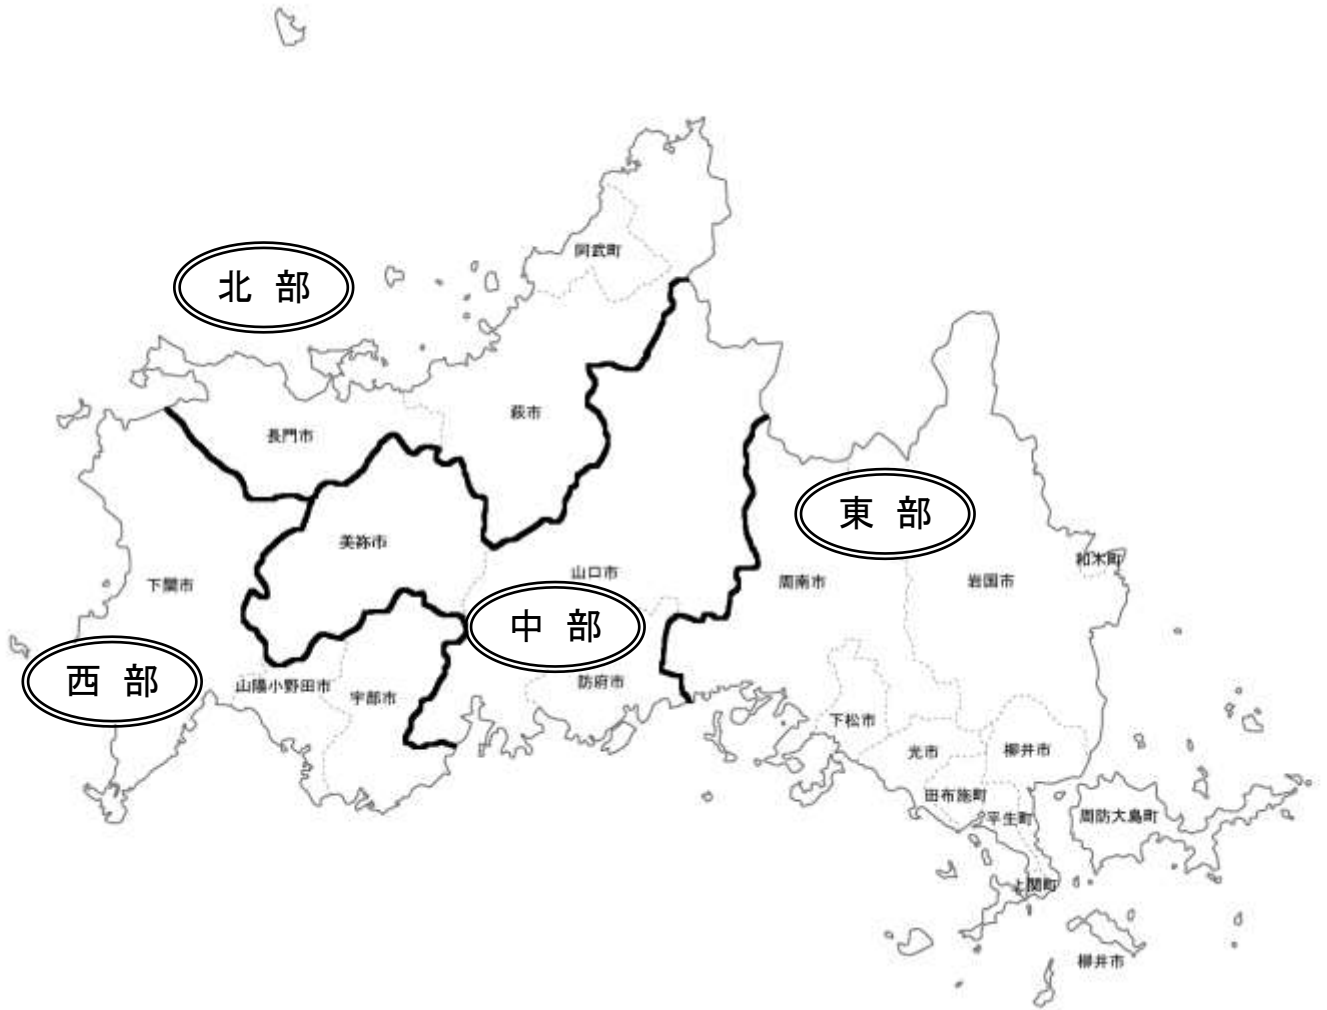 阿武町
北 部
萩市
長門市
東 部
美祢市
和木町
山口市
下関市
周南市
岩国市
中 部
西 部
山陽小野田市
宇部市
防府市
下松市
光市
柳井市
田布施町
平生町
周防大島町
上関町
柳井市